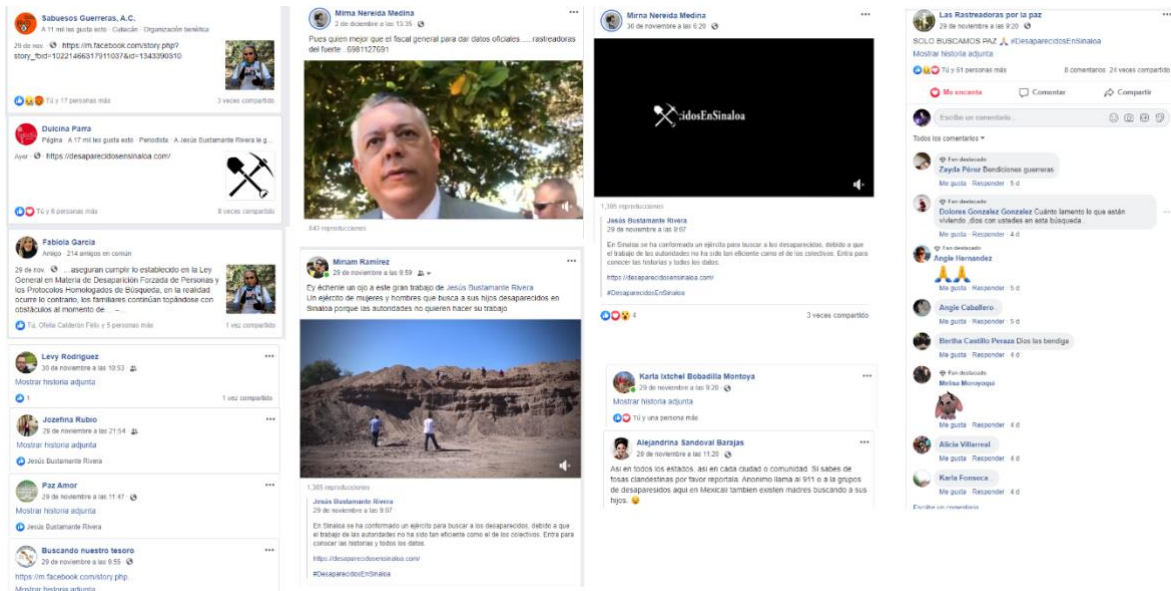 Sabuesos Guerreras, A.C.
A 11 mil les gusta esto · Culiacán · Organización benéfica
29 de nov. · https://m.facebook.com/story.php?
story_fbid=10221466317911037&id=1343390310
Tú y 17 personas más
3 veces compartido
Dulcina Parra
Página · A 17 mil les gusta esto · Periodista · A Jesús Bustamante Rivera le g...
Ayer · https://desaparecidosensinaloa.com/
Tú y 6 personas más
8 veces compartido
Fabiola García
Amigo · 214 amigos en común
29 de nov. · ...aseguran cumplir lo establecido en la Ley
General en Materia de Desaparición Forzada de Personas y
los Protocolos Homologados de Búsqueda, en la realidad
ocurre lo contrario, los familiares continúan topándose con
obstáculos al momento de ... – ...
Tú, Ofelia Calderón Félix y 5 personas más
1 vez compartido
Levy Rodriguez
30 de noviembre a las 10:53
Mostrar historia adjunta
1
1 vez compartido
Jozefina Rubio
29 de noviembre a las 21:54
Mostrar historia adjunta
Jesús Bustamante Rivera
Paz Amor
29 de noviembre a las 11:47
Mostrar historia adjunta
Jesús Bustamante Rivera
Buscando nuestro tesoro
29 de noviembre a las 9:55
https://m.facebook.com/story.php...
Mostrar historia adjunta
Mirna Nereida Medina
2 de diciembre a las 13:35
Pues quien mejor que el fiscal general para dar datos oficiales..... rastreadoras
del fuerte ..6981127691
643 reproducciones
Miriam Ramírez
29 de noviembre a las 9:59
Ey échenle un ojo a este gran trabajo de Jesús Bustamante Rivera
Un ejército de mujeres y hombres que busca a sus hijos desaparecidos en
Sinaloa porque las autoridades no quieren hacer su trabajo
1,385 reproducciones
Jesús Bustamante Rivera
29 de noviembre a las 9:07
En Sinaloa se ha conformado un ejército para buscar a los desaparecidos, debido a que
el trabajo de las autoridades no ha sido tan eficiente como el de los colectivos. Entra para
conocer las historias y todos los datos.
https://desaparecidosensinaloa.com/
#DesaparecidosEnSinaloa
Mirna Nereida Medina
30 de noviembre a las 6:20
cidosEnSinaloa
1,385 reproducciones
Jesús Bustamante Rivera
29 de noviembre a las 9:07
En Sinaloa se ha conformado un ejército para buscar a los desaparecidos, debido a que
el trabajo de las autoridades no ha sido tan eficiente como el de los colectivos. Entra para
conocer las historias y todos los datos.
https://desaparecidosensinaloa.com/
#DesaparecidosEnSinaloa
4
3 veces compartido
Karla Ixtchel Bobadilla Montoya
29 de noviembre a las 9:20
Mostrar historia adjunta
Tú y una persona más
Alejandrina Sandoval Barajas
29 de noviembre a las 11:20
Asi en todos los estados, asi en cada ciudad o comunidad. Si sabes de
fosas clandestinas por favor reportala. Anonimo llama al 911 o a la grupos
de desaparesidos aqui en Mexicali tambien existen madres buscando a sus
hijos. 😢
Las Rastreadoras por la paz
29 de noviembre a las 9:20
SOLO BUSCAMOS PAZ 🙏 #DesaparecidosEnSinaloa
Mostrar historia adjunta
Tú y 61 personas más
8 comentarios 24 veces compartido
Me encanta
Comentar
Compartir
Escribe un comentario...
Todos los comentarios
Fan destacado
Zayda Pérez Bendiciones guerreras
Me gusta · Responder · 5 d
Fan destacado
Dolores Gonzalez Gonzalez Cuánto lamento lo que están
viviendo ,dios con ustedes en esta búsqueda
Me gusta · Responder · 4 d
Fan destacado
Angie Hernandez
🙏🙏
Me gusta · Responder · 5 d
Angie Caballero
Me gusta · Responder · 5 d
Bertha Castillo Peraza Dios las bendiga
Me gusta · Responder · 4 d
Fan destacado
Melisa Moroyoqui
Me gusta · Responder · 4 d
Alicia Villarreal
Me gusta · Responder · 4 d
Karla Fonseca
Me gusta · Responder · 4 d
Escribe un comentario